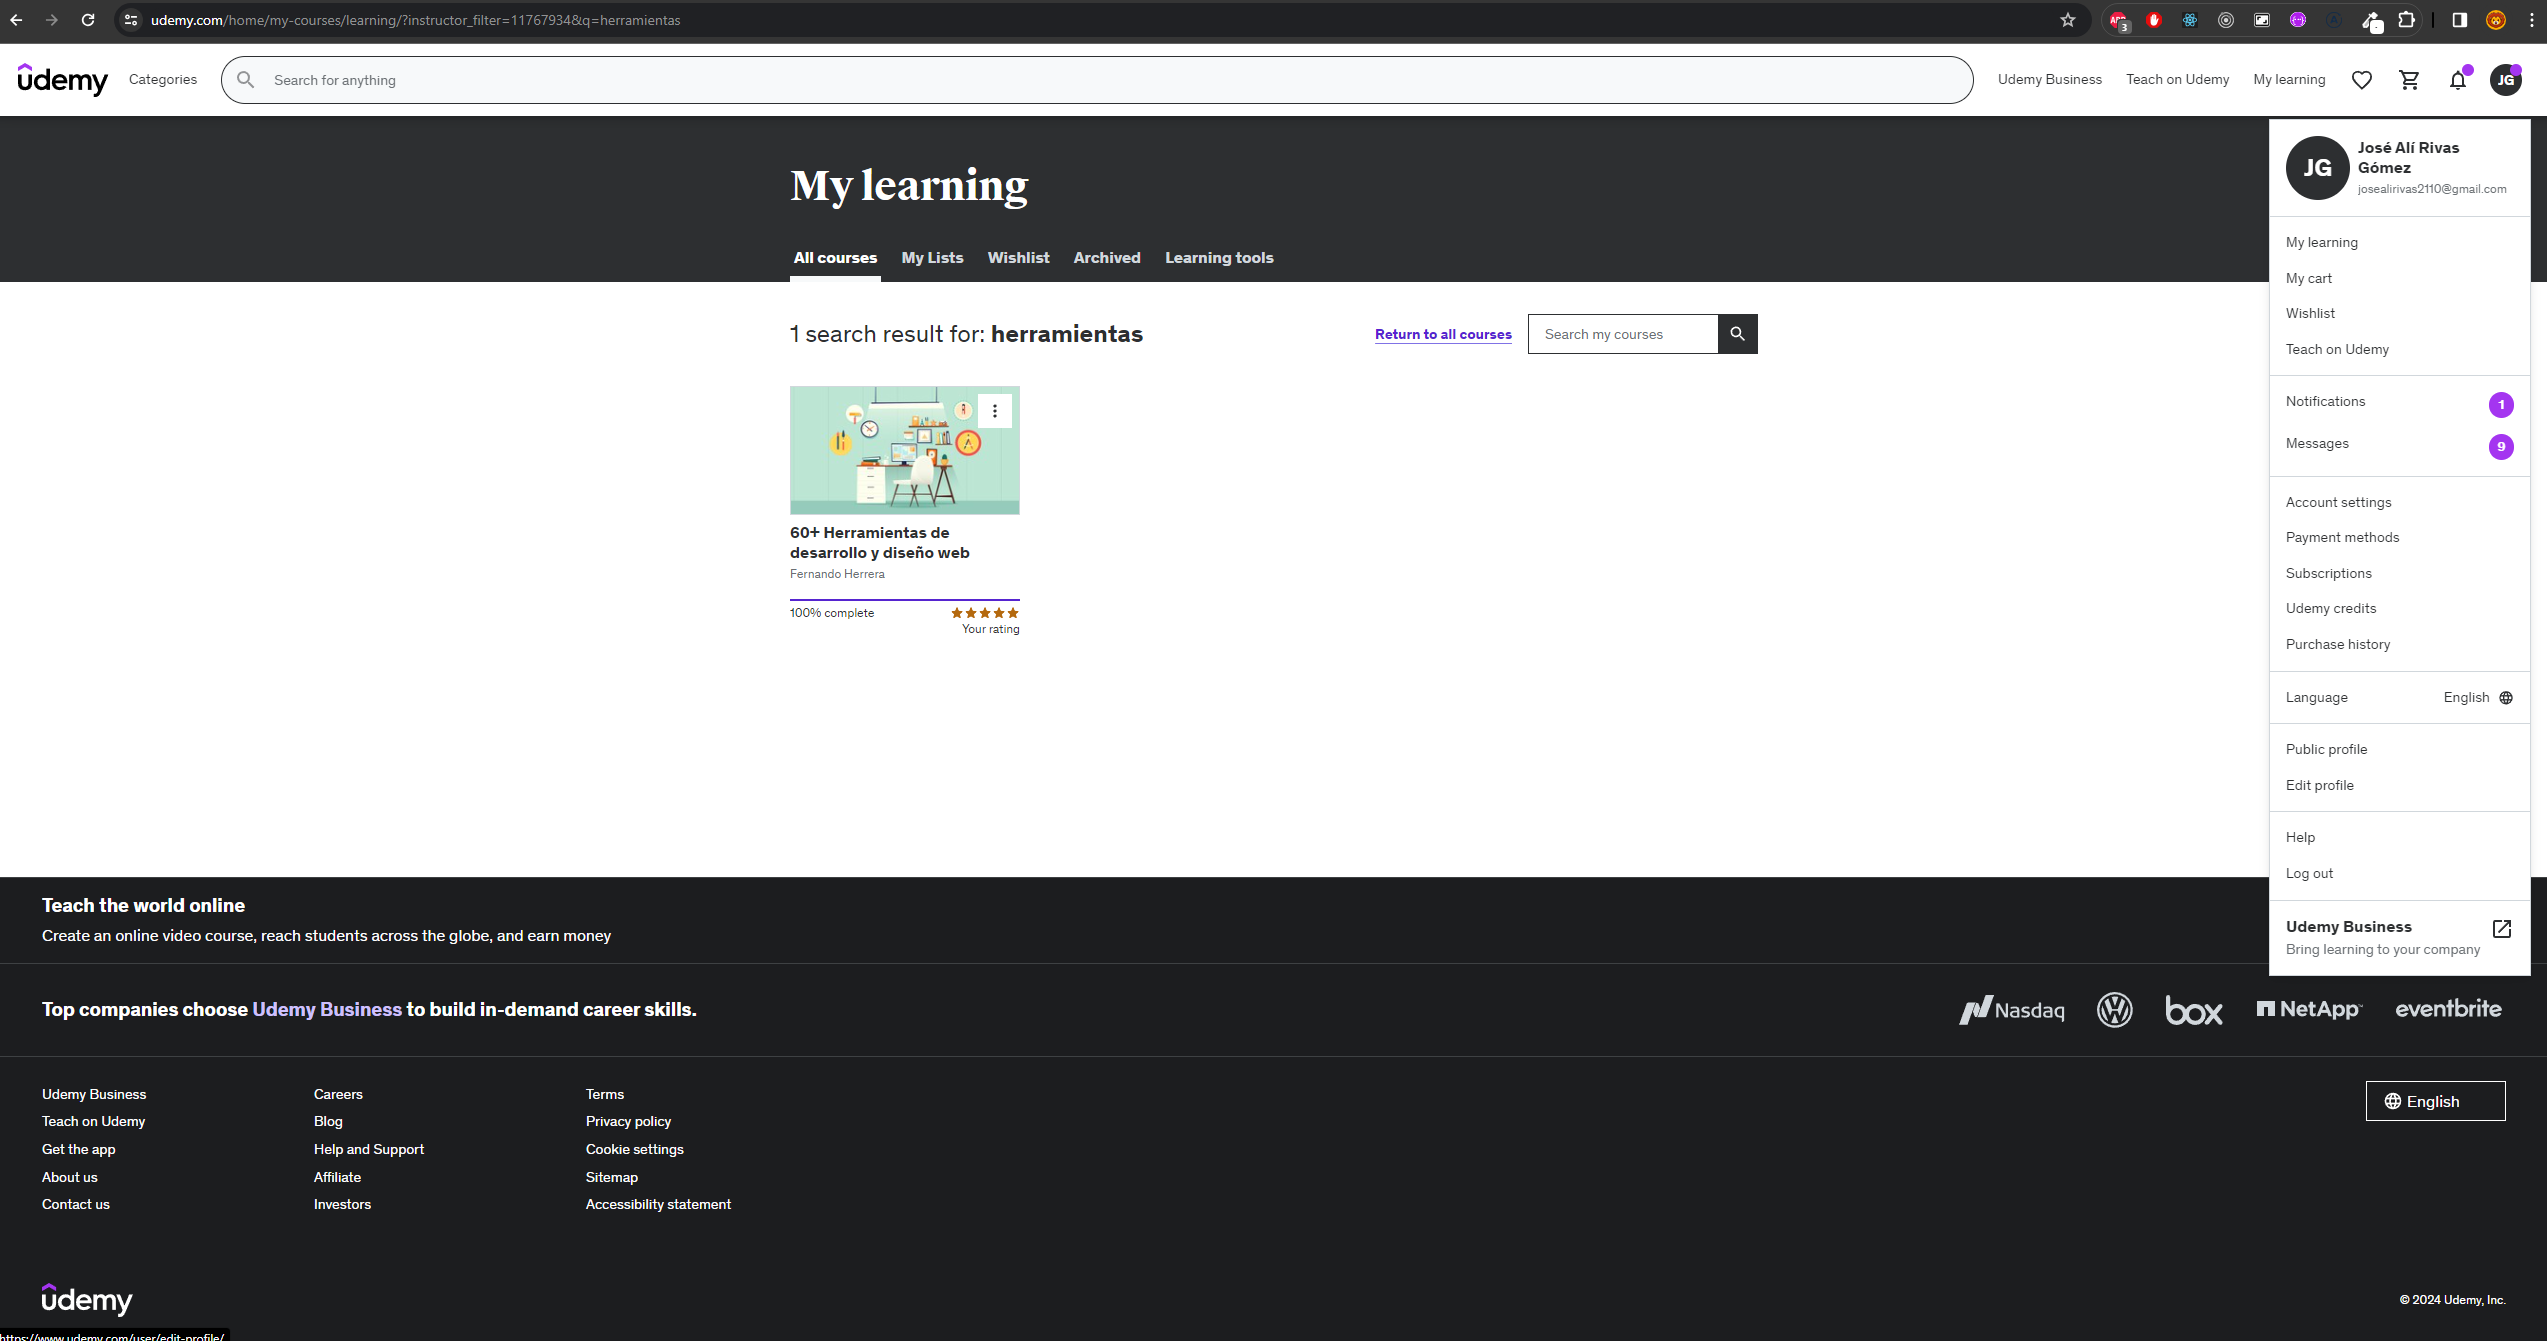 udemy.com/home/my-courses/learning/?instructor_filter=11767934&q=herramientas
3
udemy
Categories
Search for anything
Udemy Business
Teach on Udemy
My learning
JG
My learning
All courses
My Lists
Wishlist
Archived
Learning tools
1 search result for: herramientas
Return to all courses
Search my courses
60+ Herramientas de
desarrollo y diseño web
Fernando Herrera
100% complete
Your rating
JG
José Alí Rivas
Gómez
josealirivas2110@gmail.com
My learning
My cart
Wishlist
Teach on Udemy
Notifications
1
Messages
9
Account settings
Payment methods
Subscriptions
Udemy credits
Purchase history
Language
English
Public profile
Edit profile
Help
Log out
Udemy Business
Bring learning to your company
Teach the world online
Create an online video course, reach students across the globe, and earn money
Top companies choose Udemy Business to build in-demand career skills.
Nasdaq
box
NetApp
eventbrite
Udemy Business
Teach on Udemy
Get the app
About us
Contact us
Careers
Blog
Help and Support
Affiliate
Investors
Terms
Privacy policy
Cookie settings
Sitemap
Accessibility statement
English
udemy
© 2024 Udemy, Inc.
https://www.udemy.com/user/edit-profile/